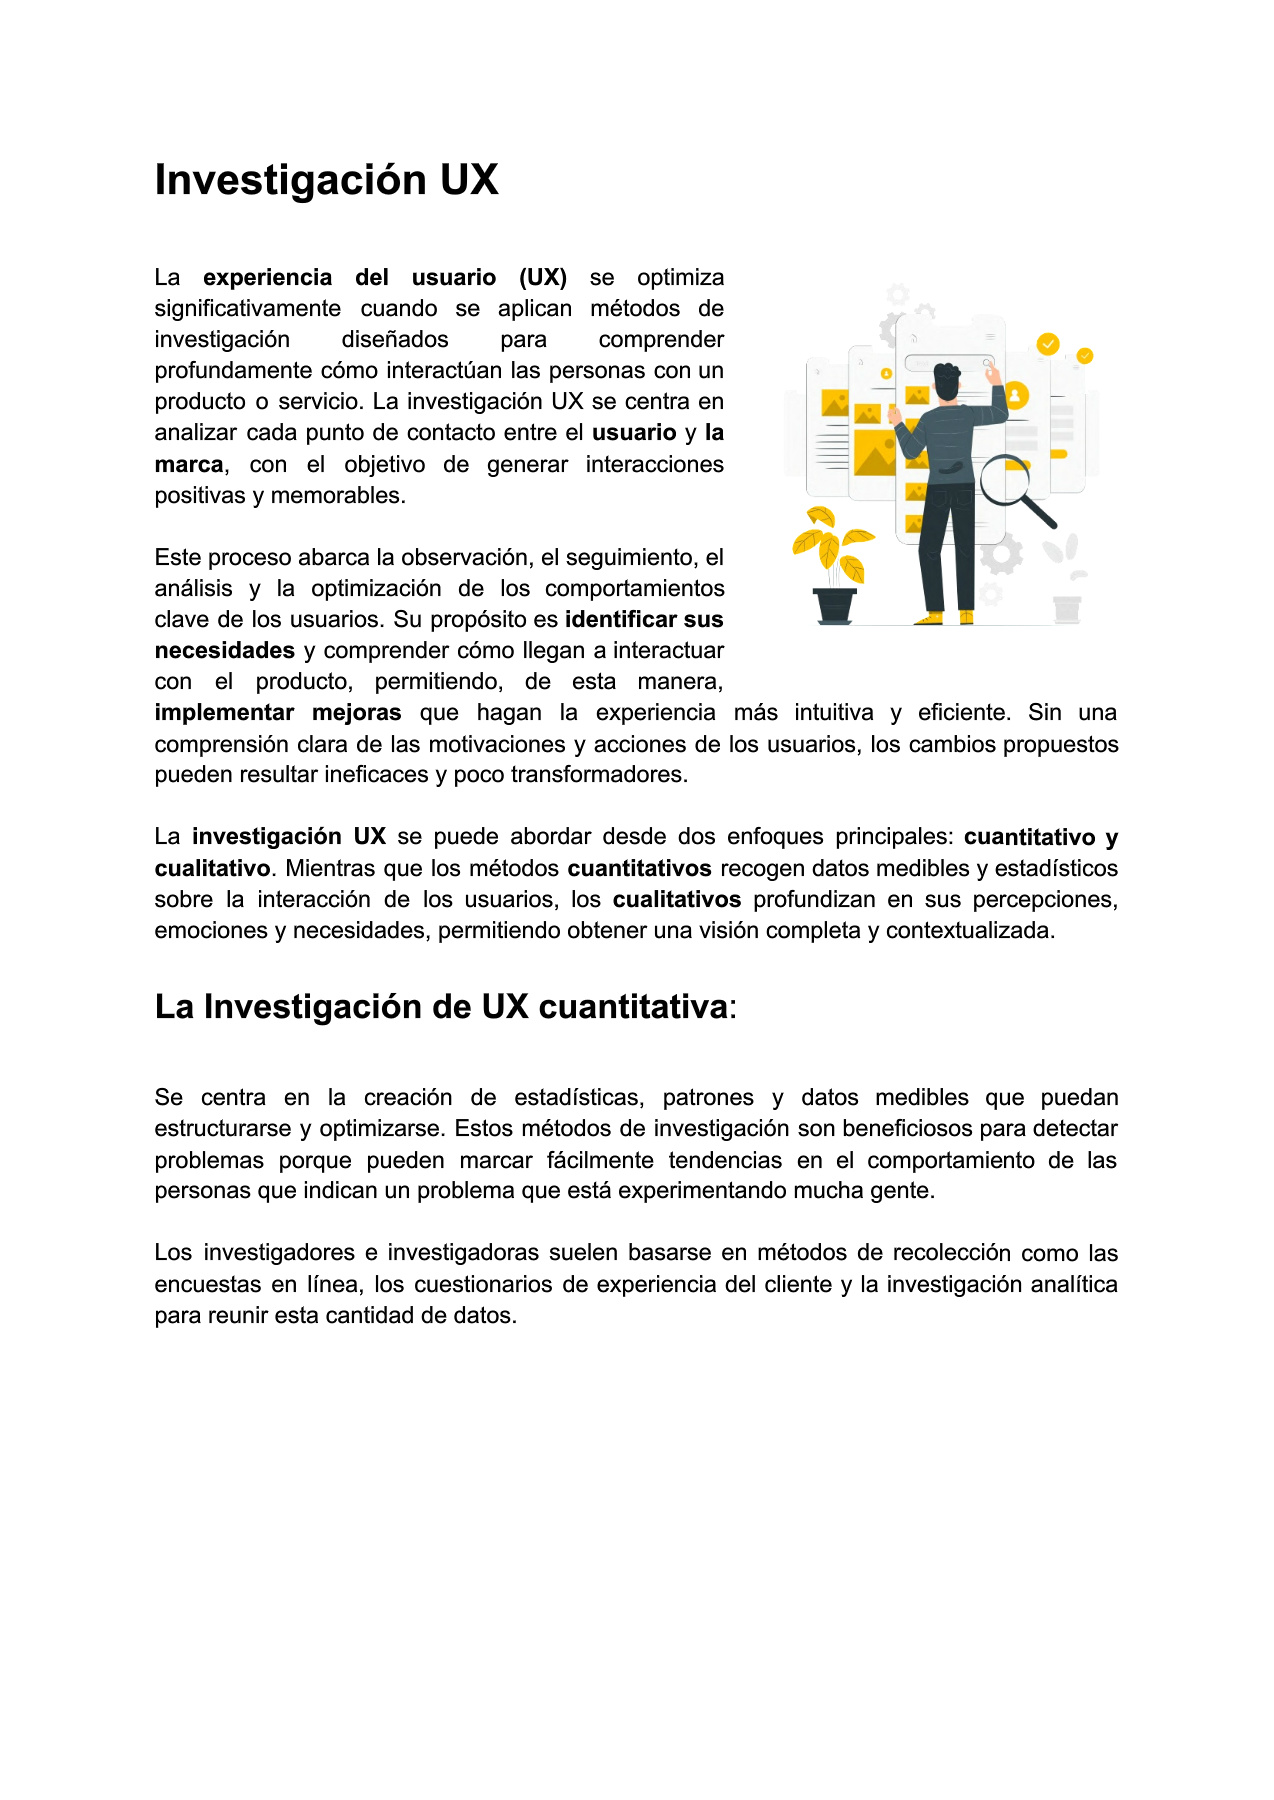 Investigación UX
La experiencia del usuario (UX) se optimiza
significativamente cuando se aplican métodos de
investigación diseñados para comprender
profundamente cómo interactúan las personas con un
producto o servicio. La investigación UX se centra en
analizar cada punto de contacto entre el usuario y la
marca, con el objetivo de generar interacciones
positivas y memorables.
Este proceso abarca la observación, el seguimiento, el
análisis y la optimización de los comportamientos
clave de los usuarios. Su propósito es identificar sus
necesidades y comprender cómo llegan a interactuar
con el producto, permitiendo, de esta manera,
implementar mejoras que hagan la experiencia más intuitiva y eficiente. Sin una
comprensión clara de las motivaciones y acciones de los usuarios, los cambios propuestos
pueden resultar ineficaces y poco transformadores.
La investigación UX se puede abordar desde dos enfoques principales: cuantitativo y
cualitativo. Mientras que los métodos cuantitativos recogen datos medibles y estadísticos
sobre la interacción de los usuarios, los cualitativos profundizan en sus percepciones,
emociones y necesidades, permitiendo obtener una visión completa y contextualizada.
La Investigación de UX cuantitativa:
Se centra en la creación de estadísticas, patrones y datos medibles que puedan
estructurarse y optimizarse. Estos métodos de investigación son beneficiosos para detectar
problemas porque pueden marcar fácilmente tendencias en el comportamiento de las
personas que indican un problema que está experimentando mucha gente.
Los investigadores e investigadoras suelen basarse en métodos de recolección como las
encuestas en línea, los cuestionarios de experiencia del cliente y la investigación analítica
para reunir esta cantidad de datos.